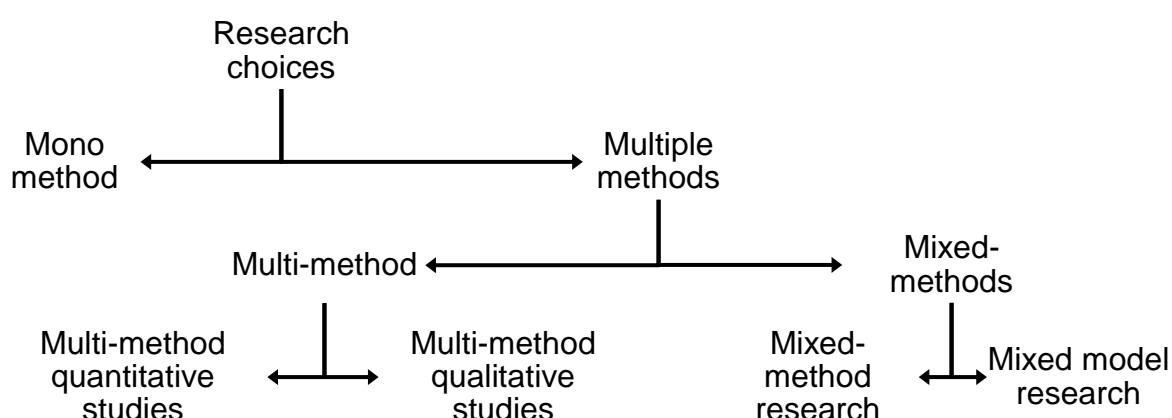 Research
choices
Mono
method
Multiple
methods
Multi-method
Mixed-
methods
Multi-method
quantitative
studies
Multi-method
qualitative
studies
Mixed-
method
research
Mixed model
research